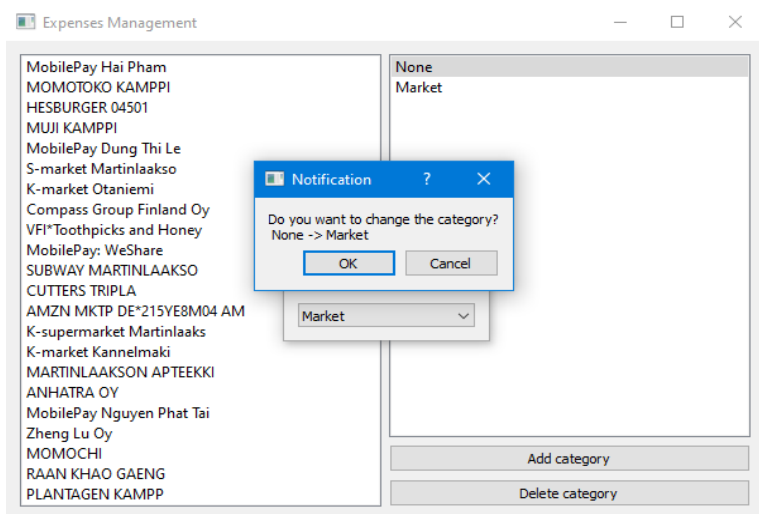 Expenses Management
MobilePay Hai Pham
MOMOTOKO KAMPPI
HESBURGER 04501
MUJI KAMPPI
MobilePay Dung Thi Le
S-market Martinlaakso
K-market Otaniemi
Compass Group Finland Oy
VFI*Toothpicks and Honey
MobilePay: WeShare
SUBWAY MARTINLAAKSO
CUTTERS TRIPLA
AMZN MKTP DE*215YE8M04 AM
K-supermarket Martinlaaks
K-market Kannelmaki
MARTINLAAKSON APTEEKKI
ANHATRA OY
MobilePay Nguyen Phat Tai
Zheng Lu Oy
MOMOCHI
RAAN KHAO GAENG
PLANTAGEN KAMPP
None
Market
Notification ?
Do you want to change the category?
None -> Market
OK Cancel
Market
Add category
Delete category